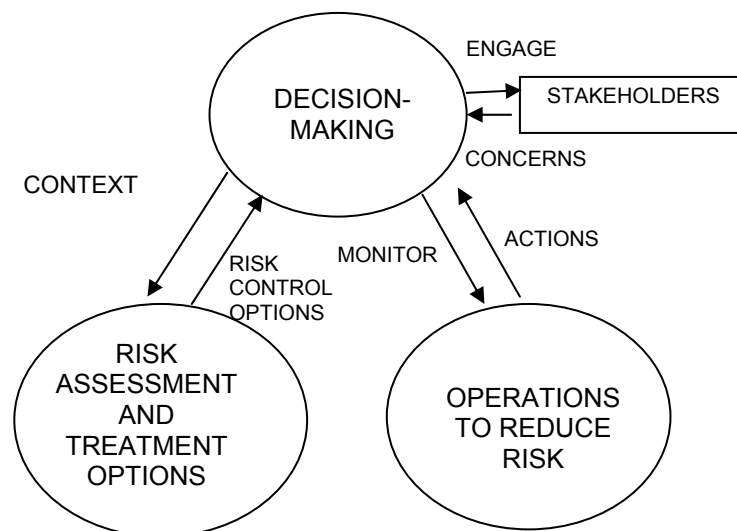 ENGAGE
DECISION-
MAKING
STAKEHOLDERS
CONCERNS
CONTEXT
RISK
CONTROL
OPTIONS
MONITOR
ACTIONS
RISK
ASSESSMENT
AND
TREATMENT
OPTIONS
OPERATIONS
TO REDUCE
RISK